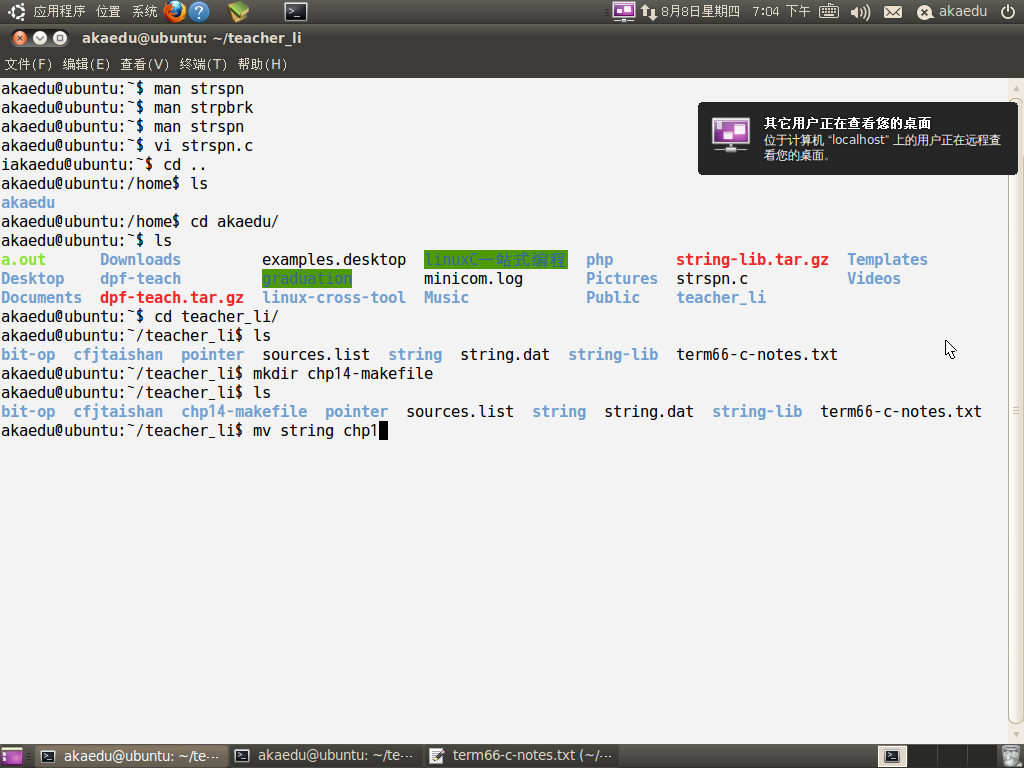 应用程序 位置 系统 8月8日星期四 7:04 下午 akaedu
akaedu@ubuntu: ~/teacher_li
文件(F) 编辑(E) 查看(V) 终端(T) 帮助(H)
akaedu@ubuntu:~$ man strspn
akaedu@ubuntu:~$ man strpbrk
akaedu@ubuntu:~$ man strspn
akaedu@ubuntu:~$ vi strspn.c
iakaedu@ubuntu:~$ cd ..
akaedu@ubuntu:/home$ ls
akaedu
akaedu@ubuntu:/home$ cd akaedu/
akaedu@ubuntu:~$ ls
a.out Downloads examples.desktop linuxC一站式编程 php string-lib.tar.gz Templates
Desktop dpf-teach graduation minicom.log Pictures strspn.c Videos
Documents dpf-teach.tar.gz linux-cross-tool Music Public teacher_li
akaedu@ubuntu:~$ cd teacher_li/
akaedu@ubuntu:~/teacher_li$ ls
bit-op cfjtaishan pointer sources.list string string.dat string-lib term66-c-notes.txt
akaedu@ubuntu:~/teacher_li$ mkdir chp14-makefile
akaedu@ubuntu:~/teacher_li$ ls
bit-op cfjtaishan chp14-makefile pointer sources.list string string.dat string-lib term66-c-notes.txt
akaedu@ubuntu:~/teacher_li$ mv string chp1
其它用户正在查看您的桌面
位于计算机 “localhost” 上的用户正在远程查
看您的桌面。
akaedu@ubuntu: ~/te··· akaedu@ubuntu: ~/te··· term66-c-notes.txt (~/···